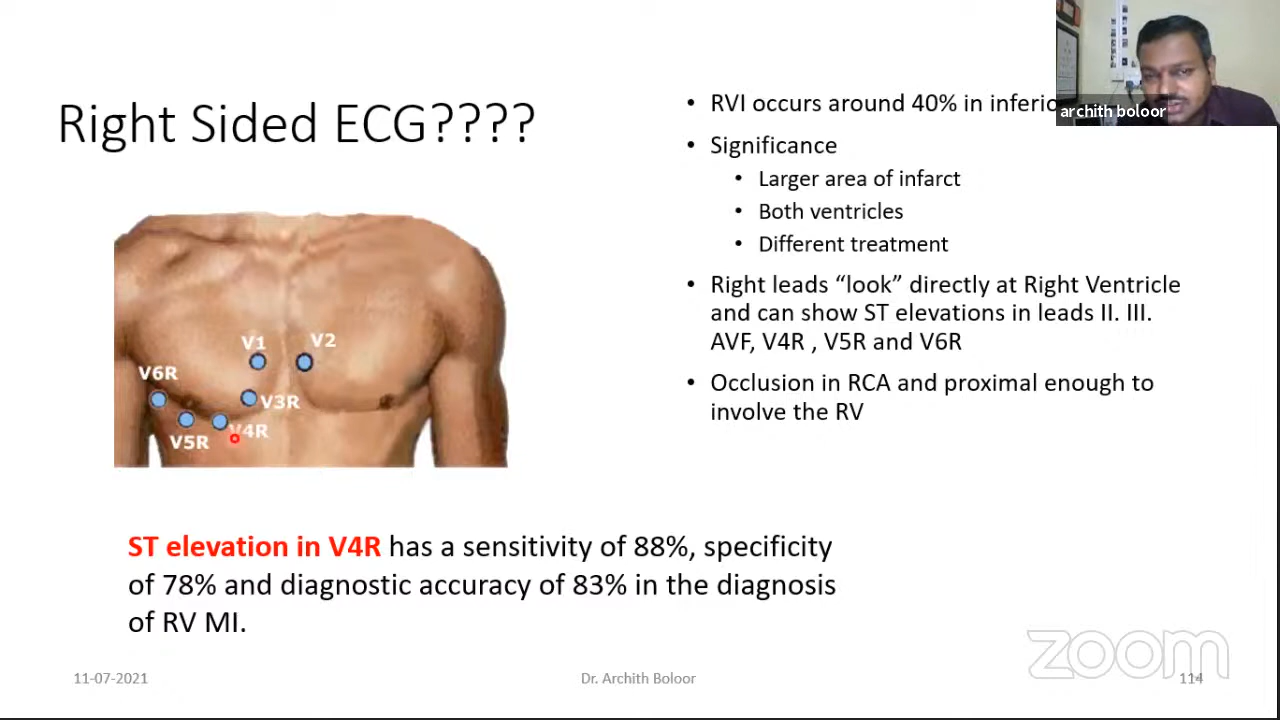 Right Sided ECG????
V1
V2
V6R
V3R
V4R
V5R
• RVI occurs around 40% in
archith boloor
• Significance
• Larger area of infarct
• Both ventricles
• Different treatment
• Right leads “look” directly at Right Ventricle
and can show ST elevations in leads II. III.
AVF, V4R , V5R and V6R
• Occlusion in RCA and proximal enough to
involve the RV
ST elevation in V4R has a sensitivity of 88%, specificity
of 78% and diagnostic accuracy of 83% in the diagnosis
of RV MI.
zoom
11-07-2021
Dr. Archith Boloor
114